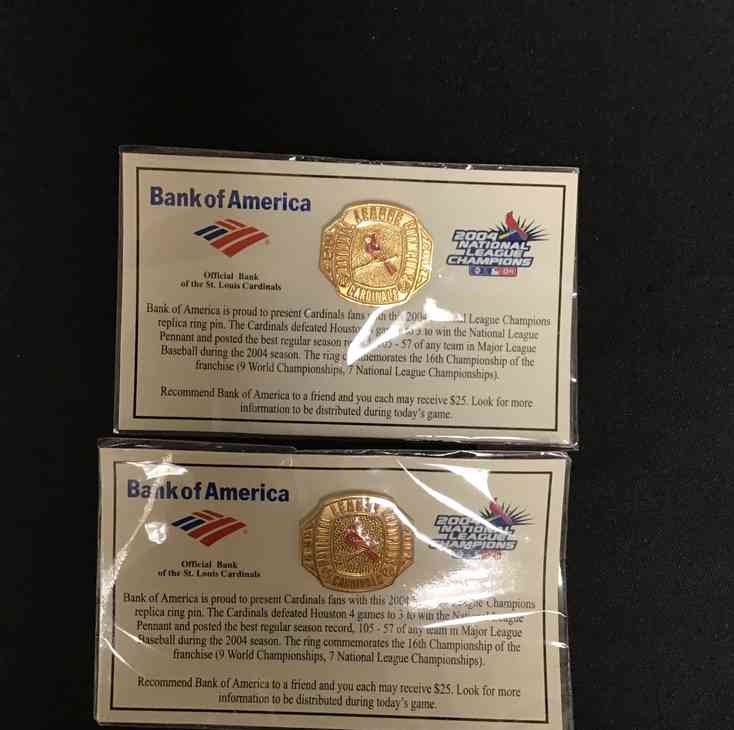 Bank of America
Official Bank
of the St. Louis Cardinals
LEAGUE
CARDINALS
2004
NATIONAL
LEAGUE
CHAMPIONS
Bank of America is proud to present Cardinals fans with this 2004 League Champions
replica ring pin. The Cardinals defeated Houston to 3 to win the National League
Pennant and posted the best regular season 105 - 57 of any team in Major League
Baseball during the 2004 season. The ring commemorates the 16th Championship of the
franchise (9 World Championships, 7 National League Championships).
Recommend Bank of America to a friend and you each may receive $25. Look for more
information to be distributed during today's game.
Bank of America
Official Bank
of the St. Louis Cardinals
LEAGUE
CARDINALS
NATIONAL
LEAGUE
CHAMPIONS
Bank of America is proud to present Cardinals fans with this 2004 League Champions
replica ring pin. The Cardinals defeated Houston 4 games to 3 to win the National League
Pennant and posted the best regular season record, 105 - 57 of any team in Major League
Baseball during the 2004 season. The ring commemorates the 16th Championship of the
franchise (9 World Championships, 7 National League Championships).
Recommend Bank of America to a friend and you each may receive $25. Look for more
information to be distributed during today's game.